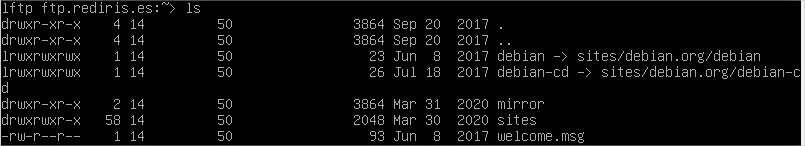 lftp ftp.rediris.es:~> ls
drwxr-xr-x    4 14       50           3864 Sep 20  2017 .
drwxr-xr-x    4 14       50           3864 Sep 20  2017 ..
lrwxrwxrwx    1 14       50             23 Jun  8  2017 debian -> sites/debian.org/debian
lrwxrwxrwx    1 14       50             26 Jul 18  2017 debian-cd -> sites/debian.org/debian-c
d
drwxr-xr-x    2 14       50           3864 Mar 31  2020 mirror
drwxrwxr-x   58 14       50           2048 Mar 30  2020 sites
-rw-r--r--    1 14       50             93 Jun  8  2017 welcome.msg